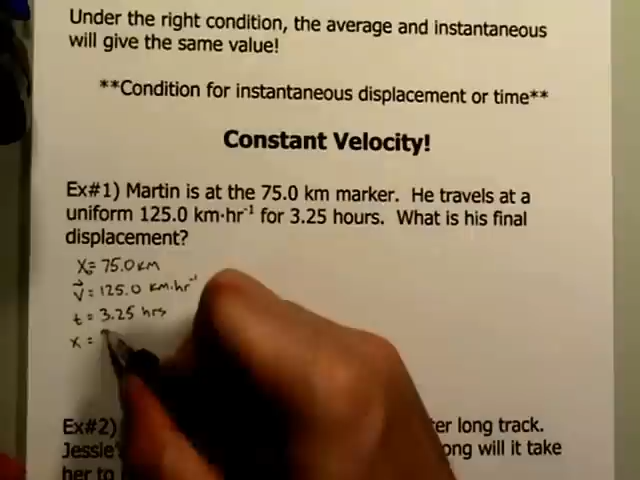 Under the right condition, the average and instantaneous
will give the same value!
**Condition for instantaneous displacement or time**
Constant Velocity!
Ex#1) Martin is at the 75.0 km marker. He travels at a
uniform 125.0 km·hr⁻¹ for 3.25 hours. What is his final
displacement?
X₀= 75.0 km
v⃗ = 125.0 km·hr⁻¹
t = 3.25 hrs
x =
Ex#2) er long track.
Jessie' ong will it take
her to